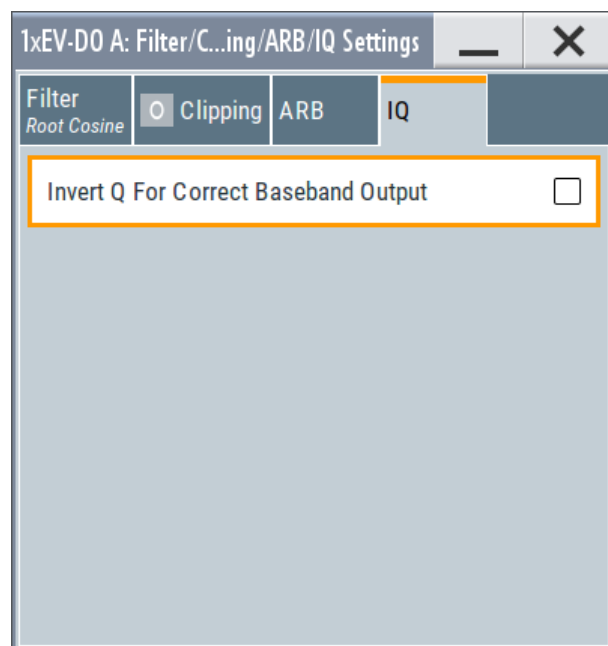 1xEV-DO A: Filter/C...ing/ARB/IQ Settings
Filter
Root Cosine
O Clipping
ARB
IQ
Invert Q For Correct Baseband Output